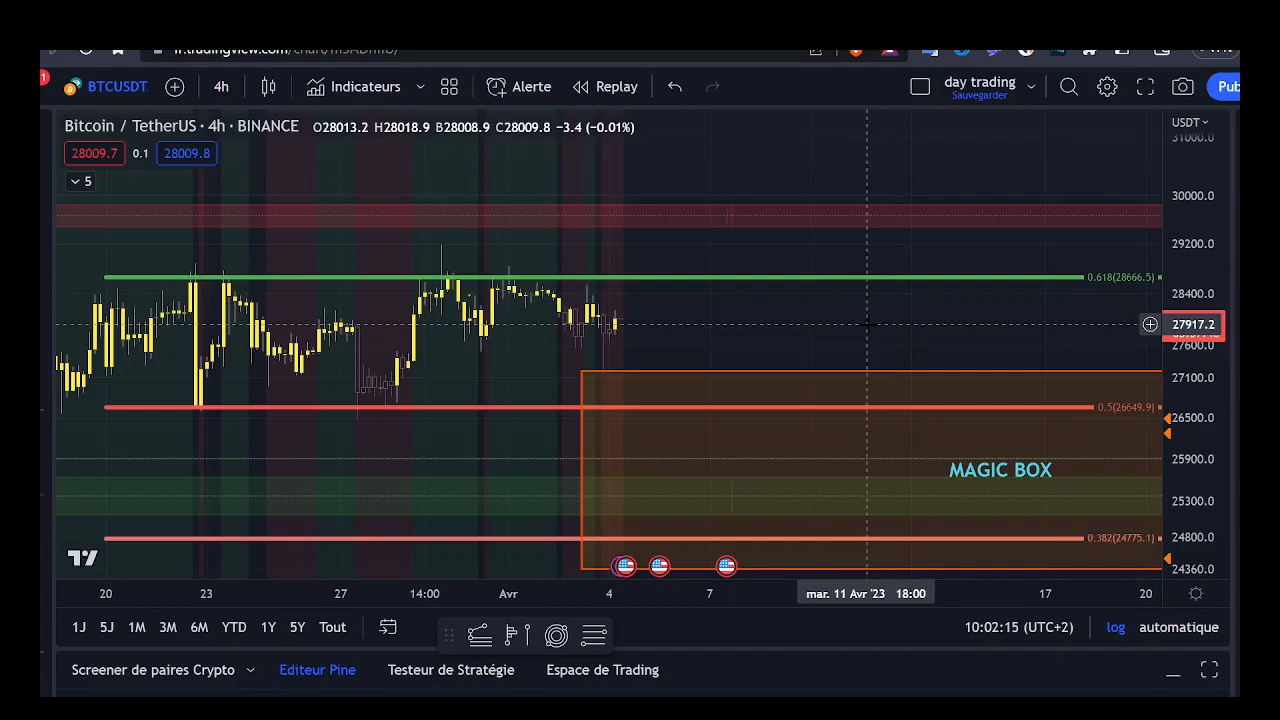 BTCUSDT 4h Indicateurs Alerte Replay day trading
Sauvegarder
Pub
Bitcoin / TetherUS · 4h · BINANCE O28013.2 H28018.9 B28008.9 C28009.8 −3.4 (−0.01%)
USDT
31000.0
28009.7 0.1 28009.8
5
30000.0
29200.0
0.618(28666.5)
28400.0
27917.2
27600.0
27100.0
0.5(26649.9)
26500.0
25900.0
MAGIC BOX
25300.0
0.382(24775.1)
24800.0
24360.0
20 23 27 14:00 Avr 4 7 mar. 11 Avr '23 18:00 17 20
1J 5J 1M 3M 6M YTD 1Y 5Y Tout 10:02:15 (UTC+2) log automatique
Screener de paires Crypto Editeur Pine Testeur de Stratégie Espace de Trading